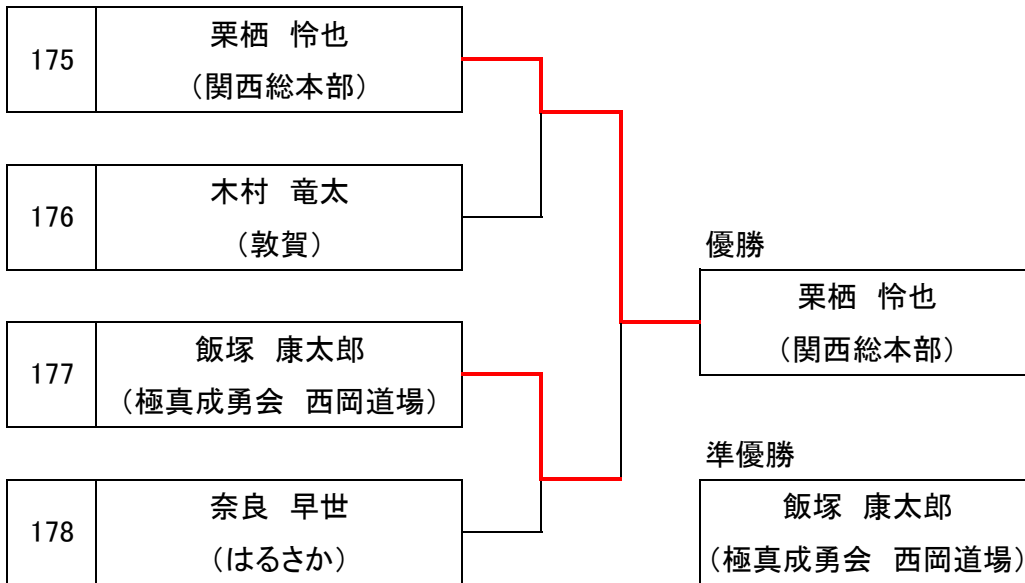 175
栗栖　怜也
（関西総本部）
176
木村　竜太
（敦賀）
177
飯塚　康太郎
（極真成勇会　西岡道場）
178
奈良　早世
（はるさか）
優勝
栗栖　怜也
（関西総本部）
準優勝
飯塚　康太郎
（極真成勇会　西岡道場）